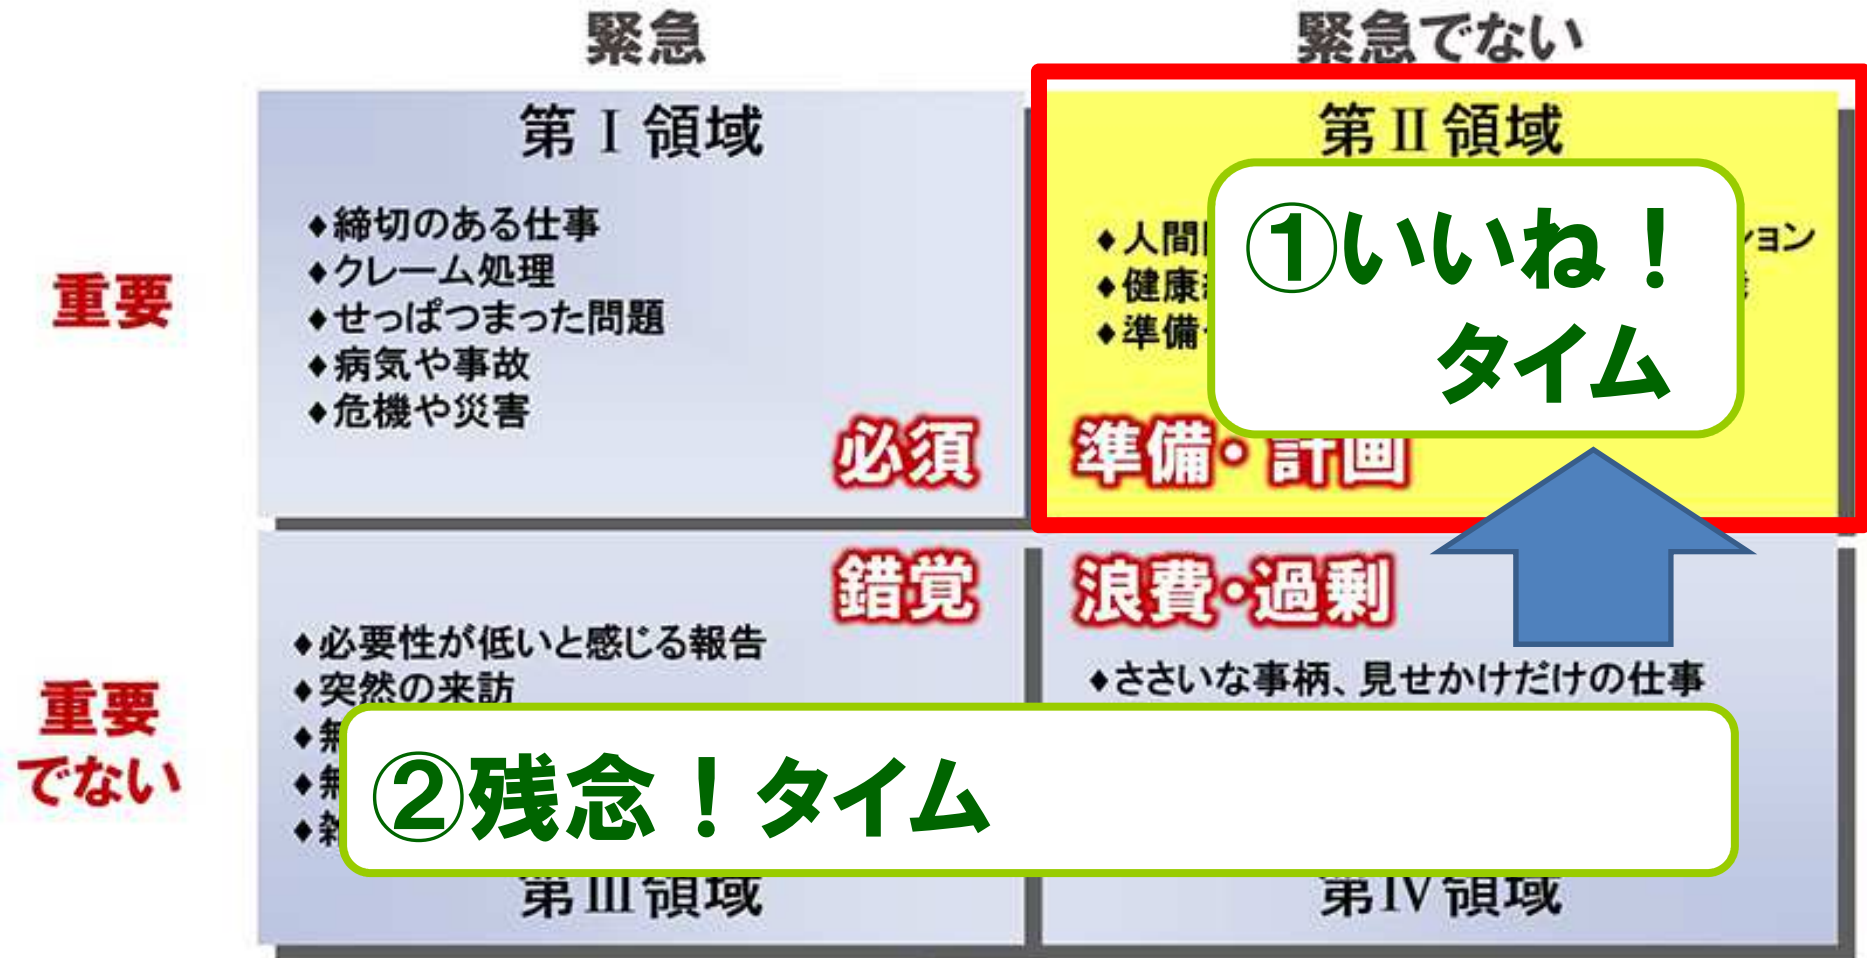 緊急
緊急でない
重要
第Ⅰ領域
◆締切のある仕事
◆クレーム処理
◆せっぱつまった問題
◆病気や事故
◆危機や災害
必須
第Ⅱ領域
◆人間
ション
◆健康
◆準備
①いいね！
タイム
準備・計画
重要
でない
錯覚
◆必要性が低いと感じる報告
◆突然の来訪
◆無
◆無
◆雑
第Ⅲ領域
浪費・過剰
◆ささいな事柄、見せかけだけの仕事
②残念！タイム
第Ⅳ領域